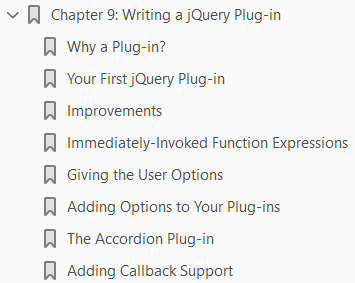 Chapter 9: Writing a jQuery Plug-in
Why a Plug-in?
Your First jQuery Plug-in
Improvements
Immediately-Invoked Function Expressions
Giving the User Options
Adding Options to Your Plug-ins
The Accordion Plug-in
Adding Callback Support